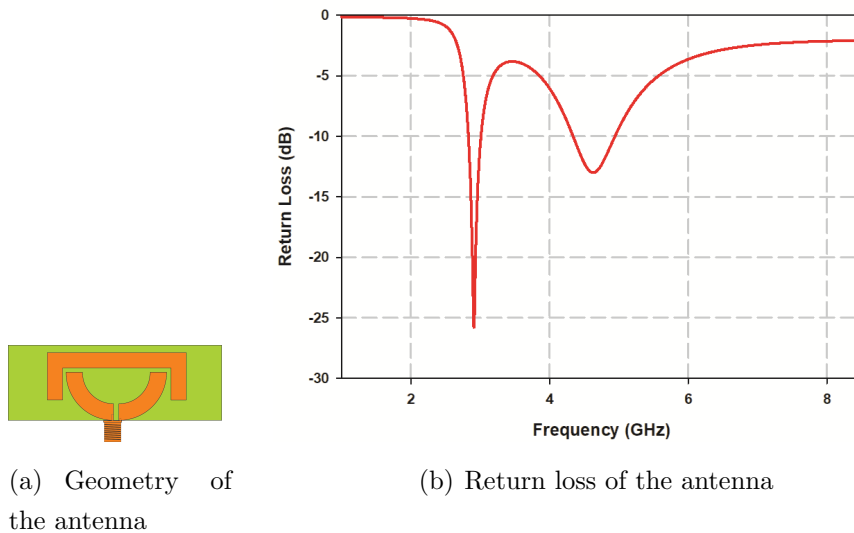 0
-5
-10
-15
-20
-25
-30
Return Loss (dB)
2 4 6 8
Frequency (GHz)
(a) Geometry of
the antenna
(b) Return loss of the antenna